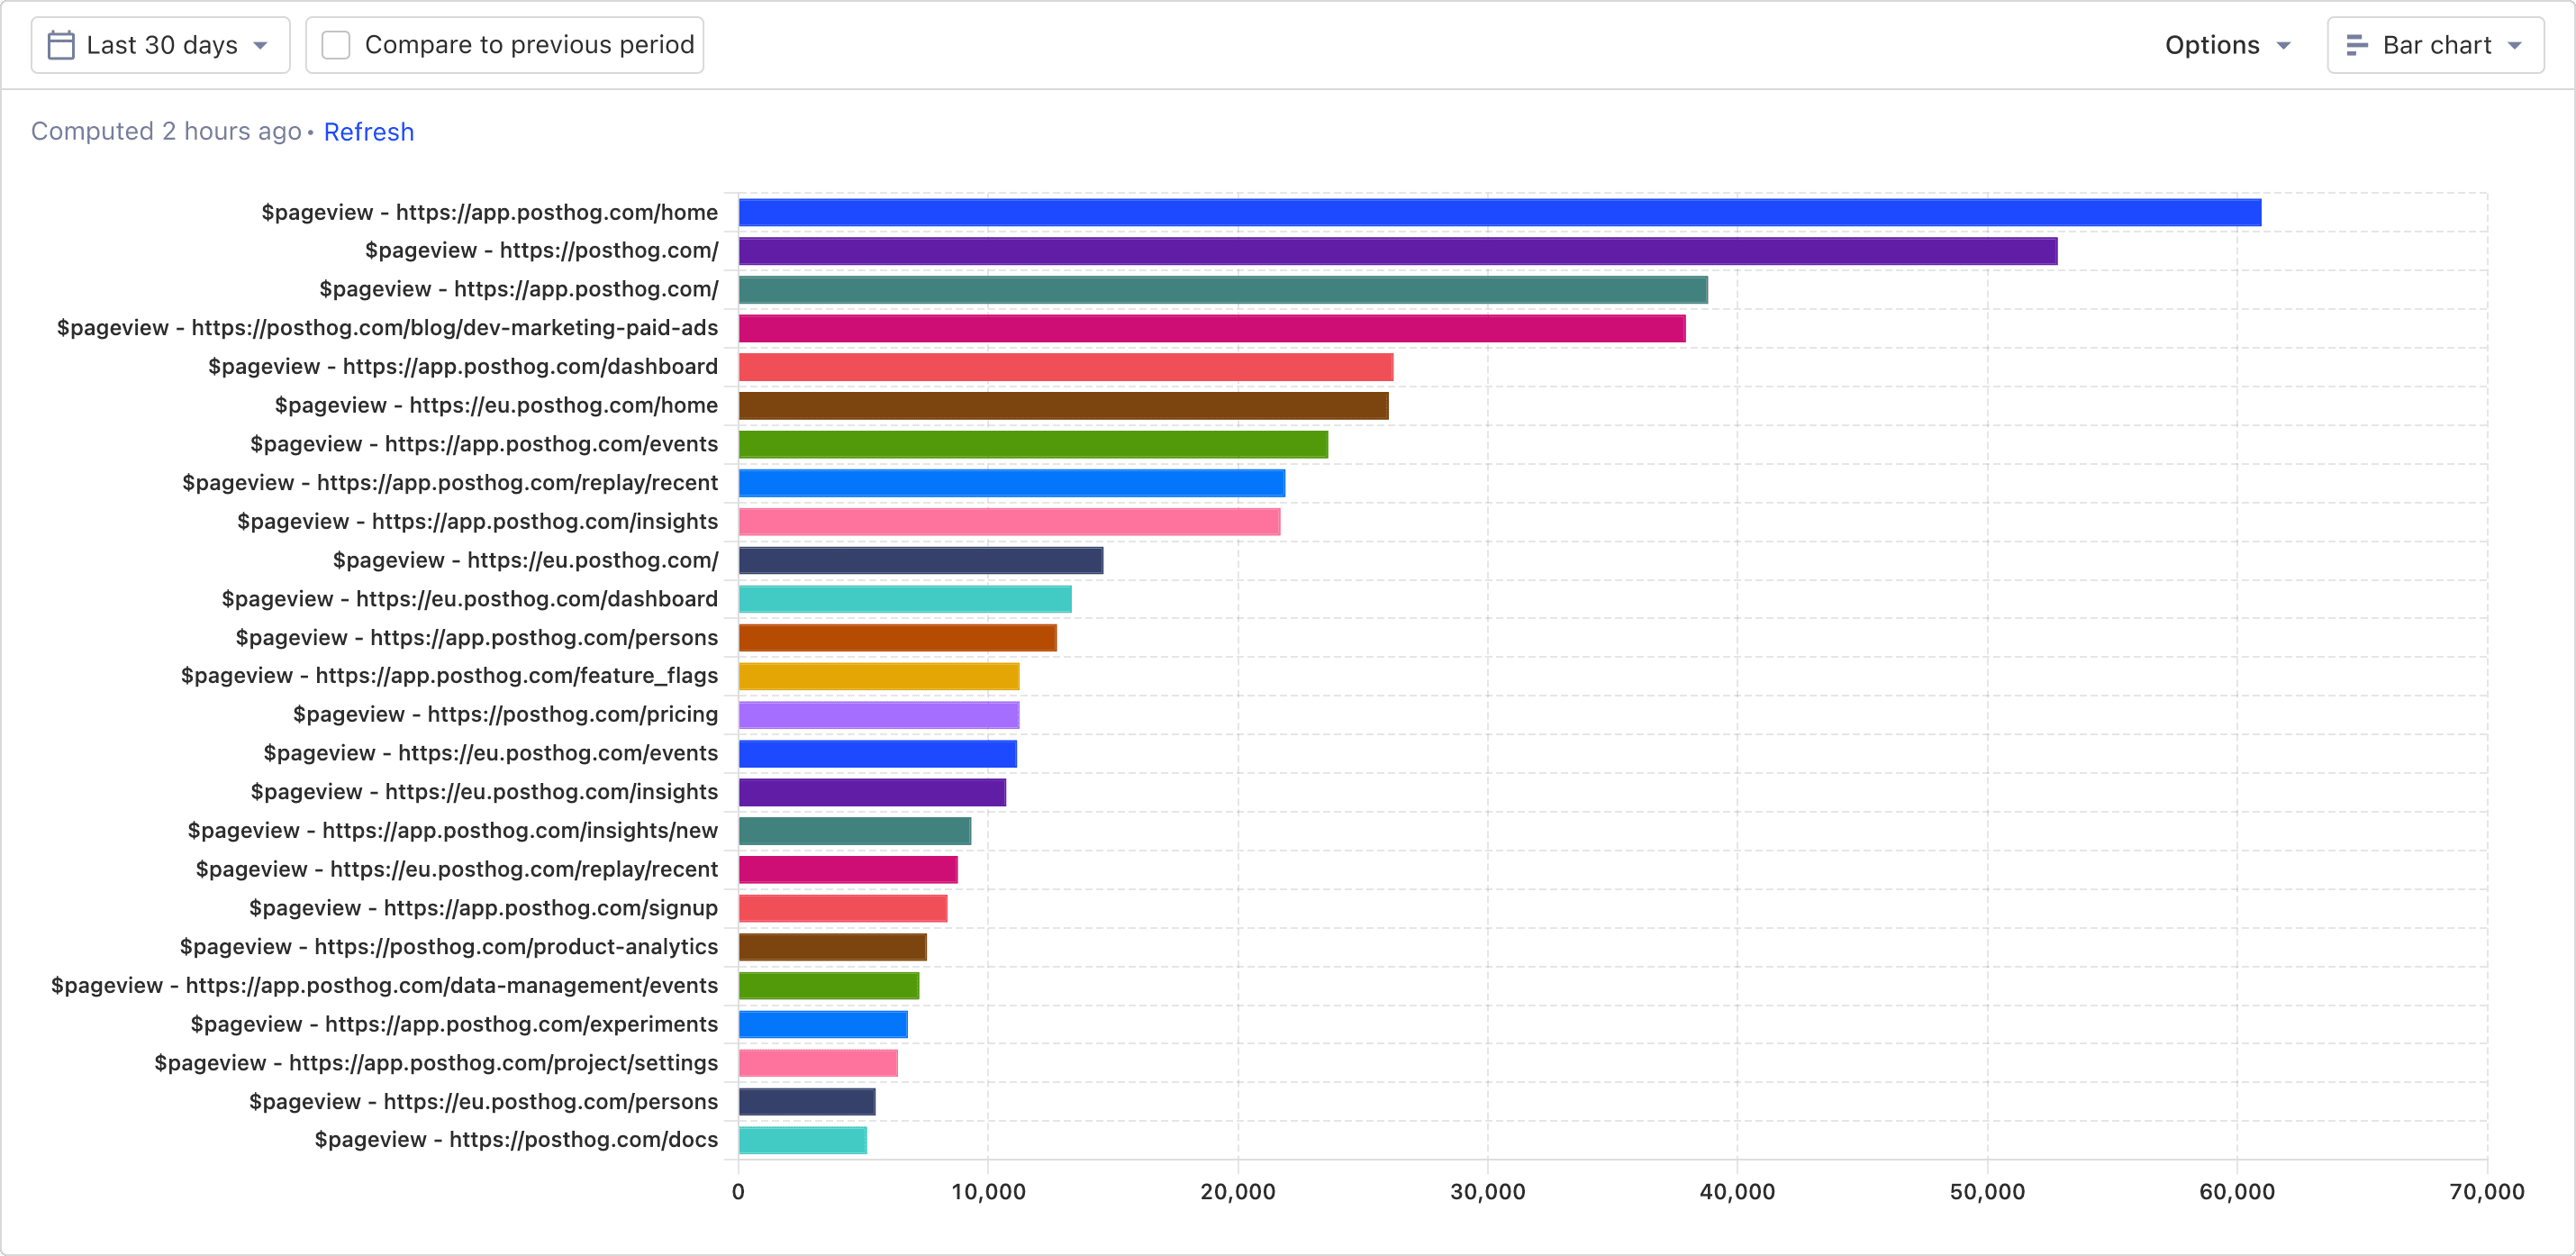 Last 30 days
Compare to previous period
Options
Bar chart
Computed 2 hours ago • Refresh
$pageview - https://app.posthog.com/home
$pageview - https://posthog.com/
$pageview - https://app.posthog.com/
$pageview - https://posthog.com/blog/dev-marketing-paid-ads
$pageview - https://app.posthog.com/dashboard
$pageview - https://eu.posthog.com/home
$pageview - https://app.posthog.com/events
$pageview - https://app.posthog.com/replay/recent
$pageview - https://app.posthog.com/insights
$pageview - https://eu.posthog.com/
$pageview - https://eu.posthog.com/dashboard
$pageview - https://app.posthog.com/persons
$pageview - https://app.posthog.com/feature_flags
$pageview - https://posthog.com/pricing
$pageview - https://eu.posthog.com/events
$pageview - https://eu.posthog.com/insights
$pageview - https://app.posthog.com/insights/new
$pageview - https://eu.posthog.com/replay/recent
$pageview - https://app.posthog.com/signup
$pageview - https://posthog.com/product-analytics
$pageview - https://app.posthog.com/data-management/events
$pageview - https://app.posthog.com/experiments
$pageview - https://app.posthog.com/project/settings
$pageview - https://eu.posthog.com/persons
$pageview - https://posthog.com/docs
0 10,000 20,000 30,000 40,000 50,000 60,000 70,000